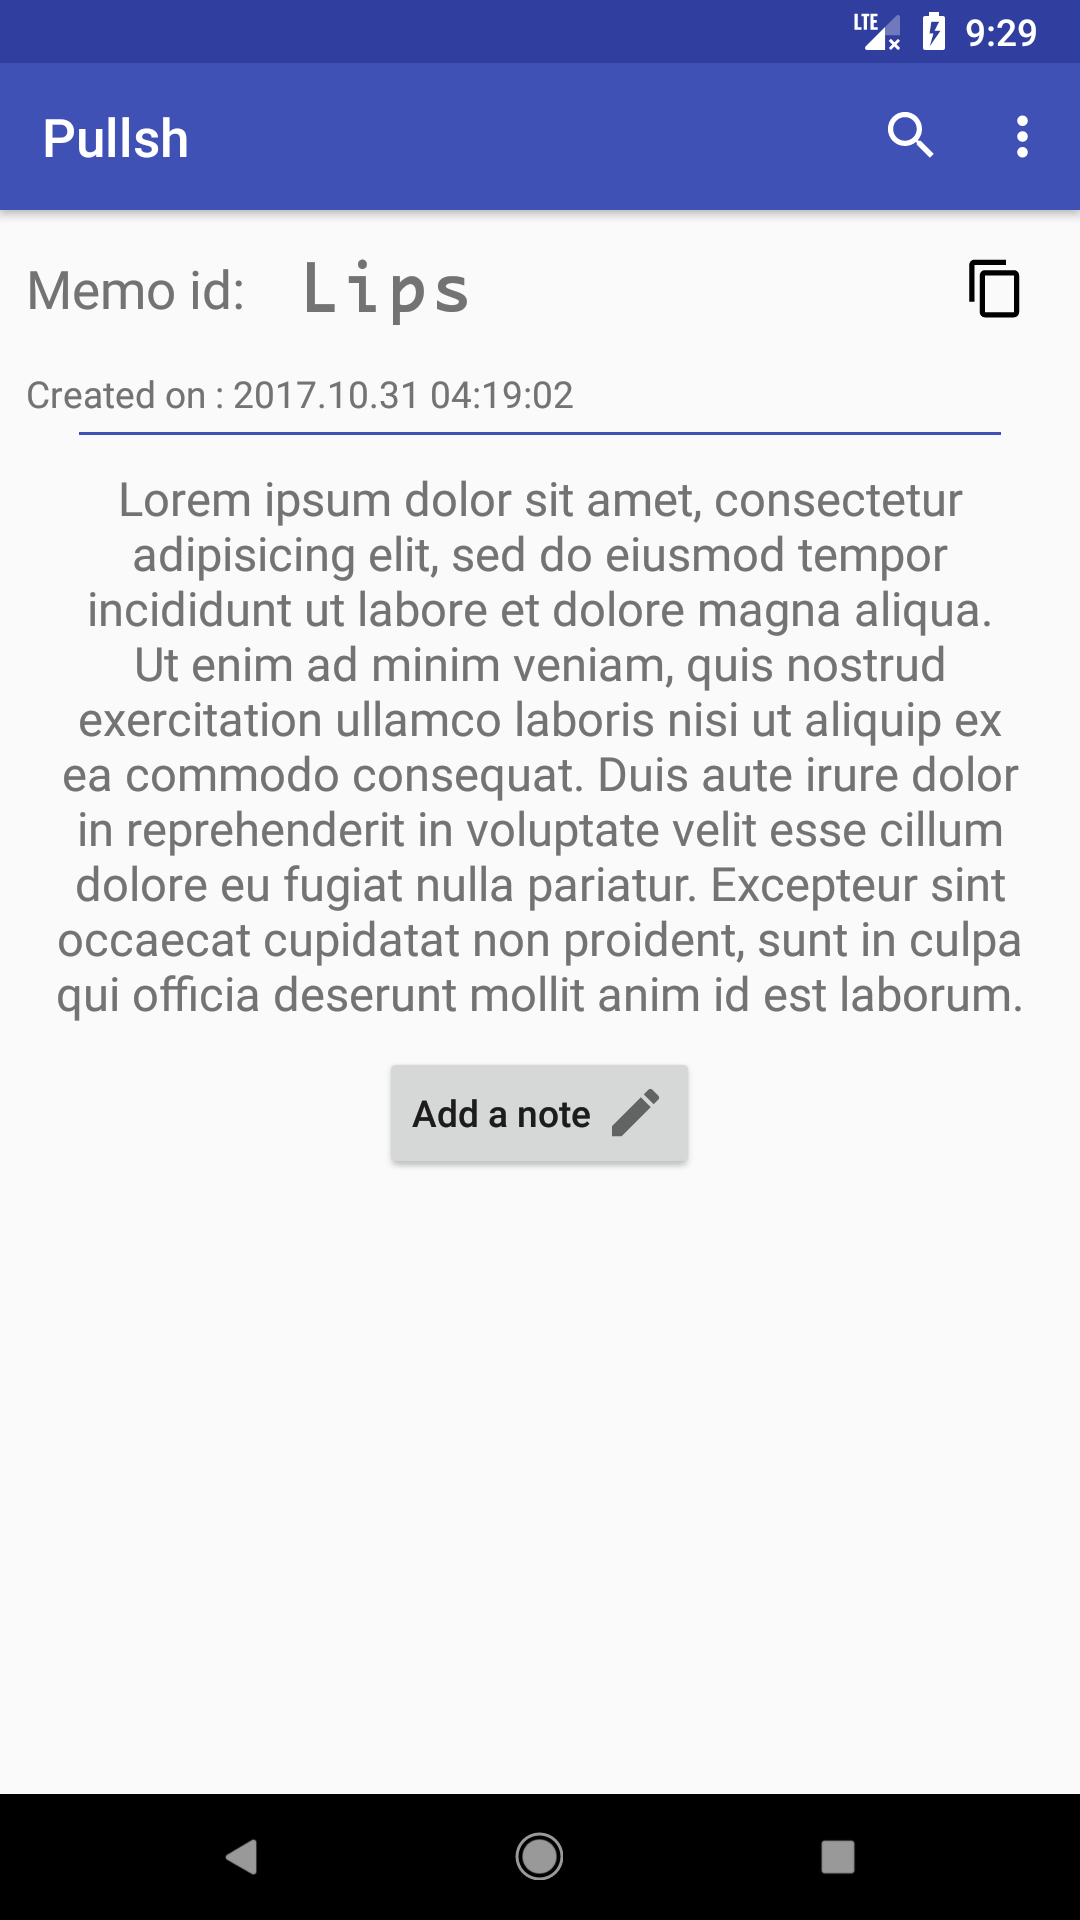 LTE 9:29
Pullsh
Memo id: Lips
Created on : 2017.10.31 04:19:02
Lorem ipsum dolor sit amet, consectetur
adipisicing elit, sed do eiusmod tempor
incididunt ut labore et dolore magna aliqua.
Ut enim ad minim veniam, quis nostrud
exercitation ullamco laboris nisi ut aliquip ex
ea commodo consequat. Duis aute irure dolor
in reprehenderit in voluptate velit esse cillum
dolore eu fugiat nulla pariatur. Excepteur sint
occaecat cupidatat non proident, sunt in culpa
qui officia deserunt mollit anim id est laborum.
Add a note